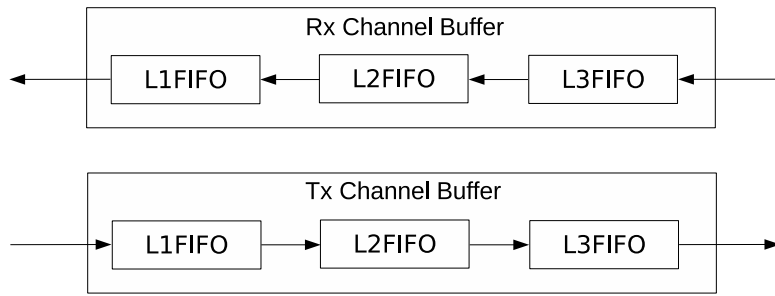 Rx Channel Buffer
L1FIFO L2FIFO L3FIFO
Tx Channel Buffer
L1FIFO L2FIFO L3FIFO